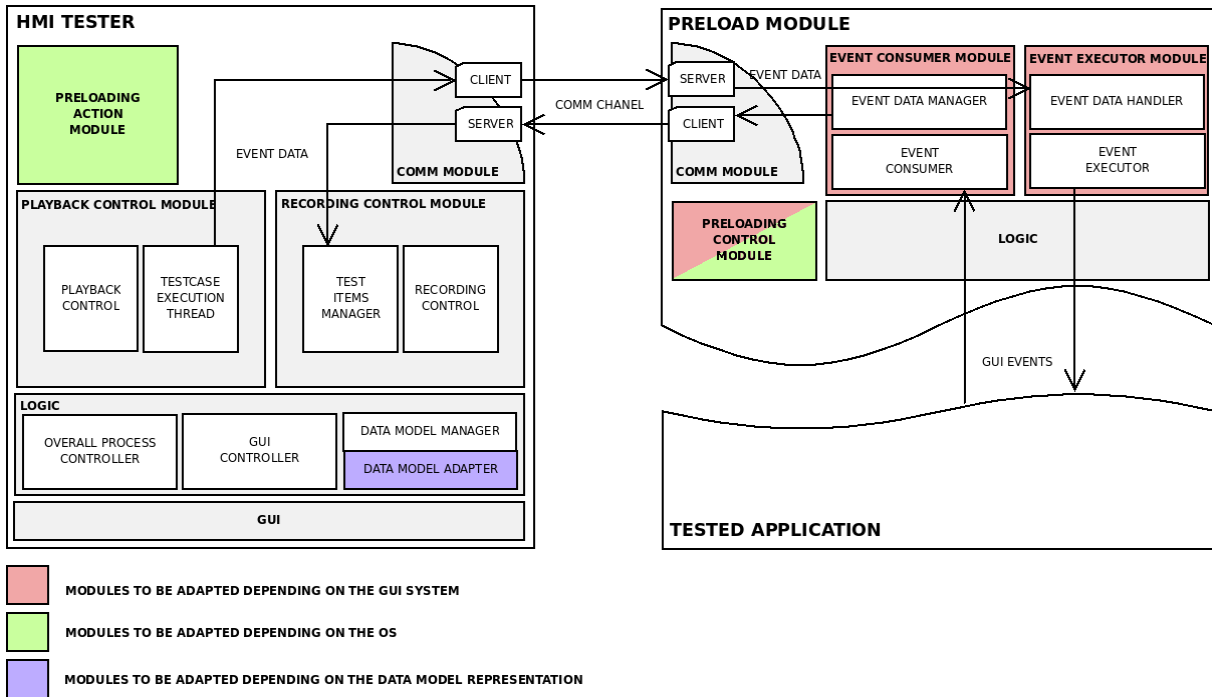 HMI TESTER
PRELOADING
ACTION
MODULE
CLIENT
SERVER
COMM MODULE
EVENT DATA
COMM CHANEL
PLAYBACK CONTROL MODULE
PLAYBACK
CONTROL
TESTCASE
EXECUTION
THREAD
RECORDING CONTROL MODULE
TEST
ITEMS
MANAGER
RECORDING
CONTROL
LOGIC
OVERALL PROCESS
CONTROLLER
GUI
CONTROLLER
DATA MODEL MANAGER
DATA MODEL ADAPTER
GUI
PRELOAD MODULE
SERVER
CLIENT
COMM MODULE
EVENT DATA
EVENT CONSUMER MODULE
EVENT DATA MANAGER
EVENT
CONSUMER
EVENT EXECUTOR MODULE
EVENT DATA HANDLER
EVENT
EXECUTOR
PRELOADING
CONTROL
MODULE
LOGIC
GUI EVENTS
TESTED APPLICATION
MODULES TO BE ADAPTED DEPENDING ON THE GUI SYSTEM
MODULES TO BE ADAPTED DEPENDING ON THE OS
MODULES TO BE ADAPTED DEPENDING ON THE DATA MODEL REPRESENTATION